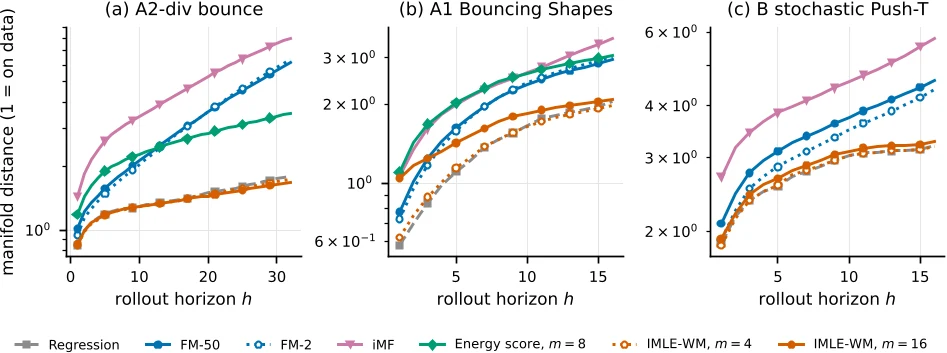 (a) A2-div bounce
(b) A1 Bouncing Shapes
(c) B stochastic Push-T
manifold distance (1 = on data)
10⁰
0 10 20 30
rollout horizon h
3 × 10⁰
2 × 10⁰
10⁰
6 × 10⁻¹
5 10 15
rollout horizon h
6 × 10⁰
4 × 10⁰
3 × 10⁰
2 × 10⁰
5 10 15
rollout horizon h
Regression FM-50 FM-2 iMF Energy score, m = 8 IMLE-WM, m = 4 IMLE-WM, m = 16